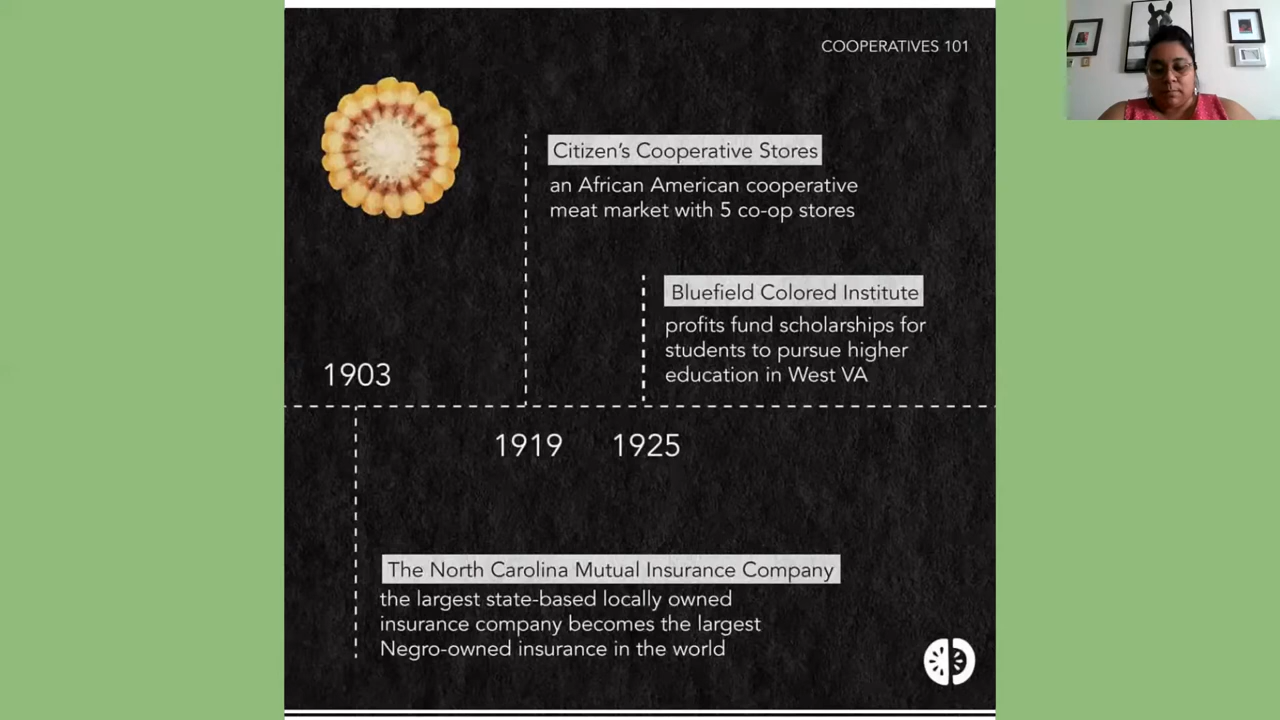 COOPERATIVES 101
Citizen's Cooperative Stores
an African American cooperative
meat market with 5 co-op stores
Bluefield Colored Institute
profits fund scholarships for
students to pursue higher
education in West VA
1903
1919
1925
The North Carolina Mutual Insurance Company
the largest state-based locally owned
insurance company becomes the largest
Negro-owned insurance in the world